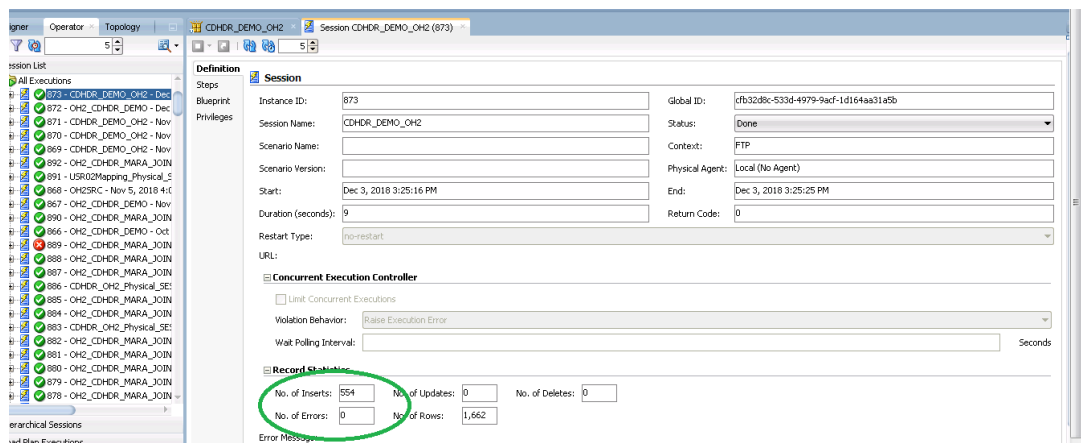 igner Operator Topology CDHDR_DEMO_OH2 Session CDHDR_DEMO_OH2 (873)
5 5
ession List
All Executions
873 - CDHDR_DEMO_OH2 - Dec
872 - OH2_CDHDR_DEMO - Dec
871 - CDHDR_DEMO_OH2 - Nov
870 - CDHDR_DEMO_OH2 - Nov
869 - CDHDR_DEMO_OH2 - Nov
892 - OH2_CDHDR_MARA_JOIN
891 - USR02Mapping_Physical_S
868 - OH2SRC - Nov 5, 2018 4:0
867 - OH2_CDHDR_DEMO - Nov
890 - OH2_CDHDR_MARA_JOIN
866 - OH2_CDHDR_DEMO - Oct
889 - OH2_CDHDR_MARA_JOIN
888 - OH2_CDHDR_MARA_JOIN
887 - OH2_CDHDR_MARA_JOIN
886 - CDHDR_OH2_Physical_SES
885 - OH2_CDHDR_MARA_JOIN
884 - OH2_CDHDR_MARA_JOIN
883 - CDHDR_OH2_Physical_SES
882 - OH2_CDHDR_MARA_JOIN
881 - OH2_CDHDR_MARA_JOIN
880 - OH2_CDHDR_MARA_JOIN
879 - OH2_CDHDR_MARA_JOIN
878 - OH2_CDHDR_MARA_JOIN
erarchical Sessions
oad Plan Executions
Definition
Steps
Blueprint
Privileges
Session
Instance ID: 873 Global ID: cfb32d8c-533d-4979-9acf-1d164aa31a5b
Session Name: CDHDR_DEMO_OH2 Status: Done
Scenario Name: Context: FTP
Scenario Version: Physical Agent: Local (No Agent)
Start: Dec 3, 2018 3:25:16 PM End: Dec 3, 2018 3:25:25 PM
Duration (seconds): 9 Return Code: 0
Restart Type: no-restart
URL:
Concurrent Execution Controller
Limit Concurrent Executions
Violation Behavior: Raise Execution Error
Wait Polling Interval: Seconds
Record Statistics
No. of Inserts: 554 No. of Updates: 0 No. of Deletes: 0
No. of Errors: 0 No. of Rows: 1,662
Error Message: